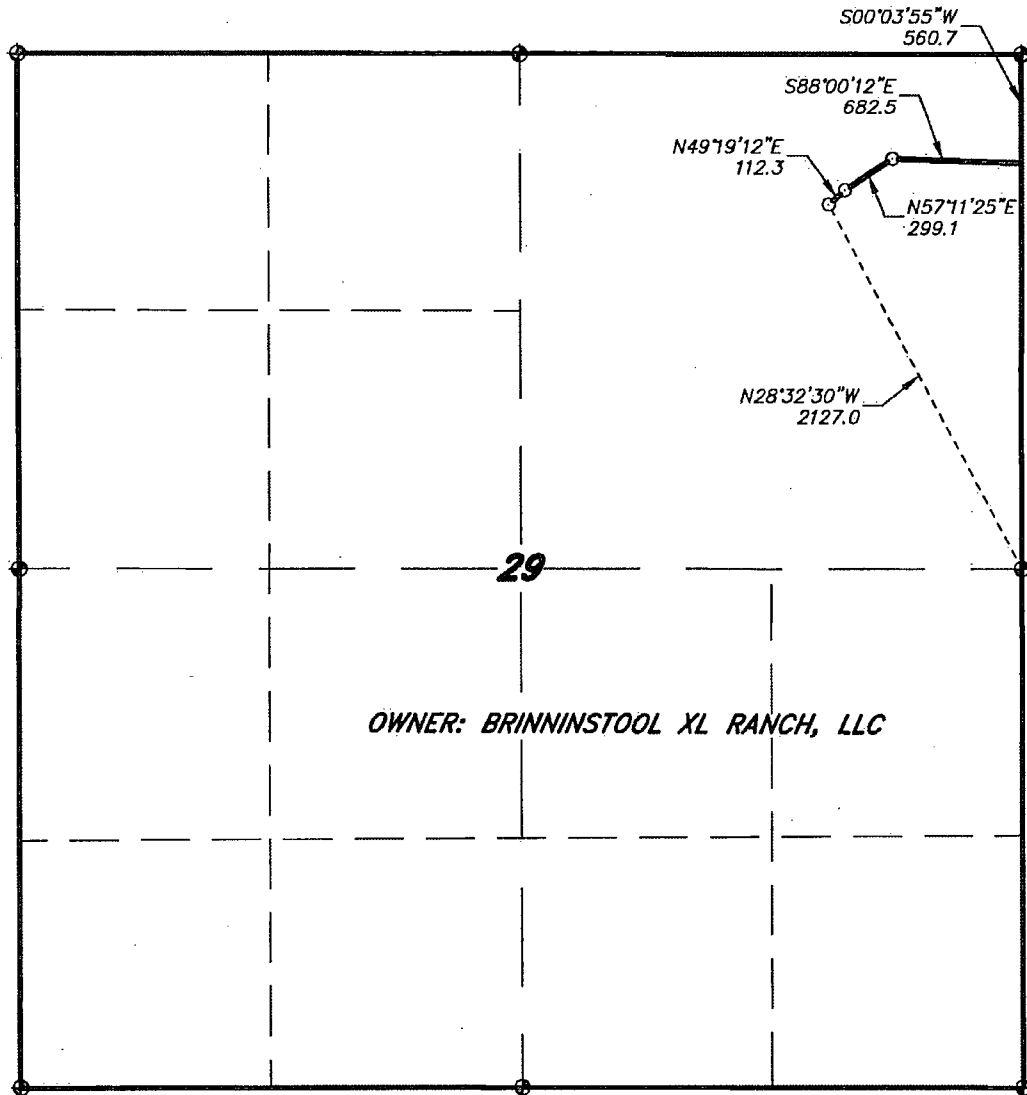 S00°03'55"W
560.7
S88°00'12"E
682.5
N49°19'12"E
112.3
N57°11'25"E
299.1
N28°32'30"W
2127.0
29
OWNER: BRINNINSTOOL XL RANCH, LLC